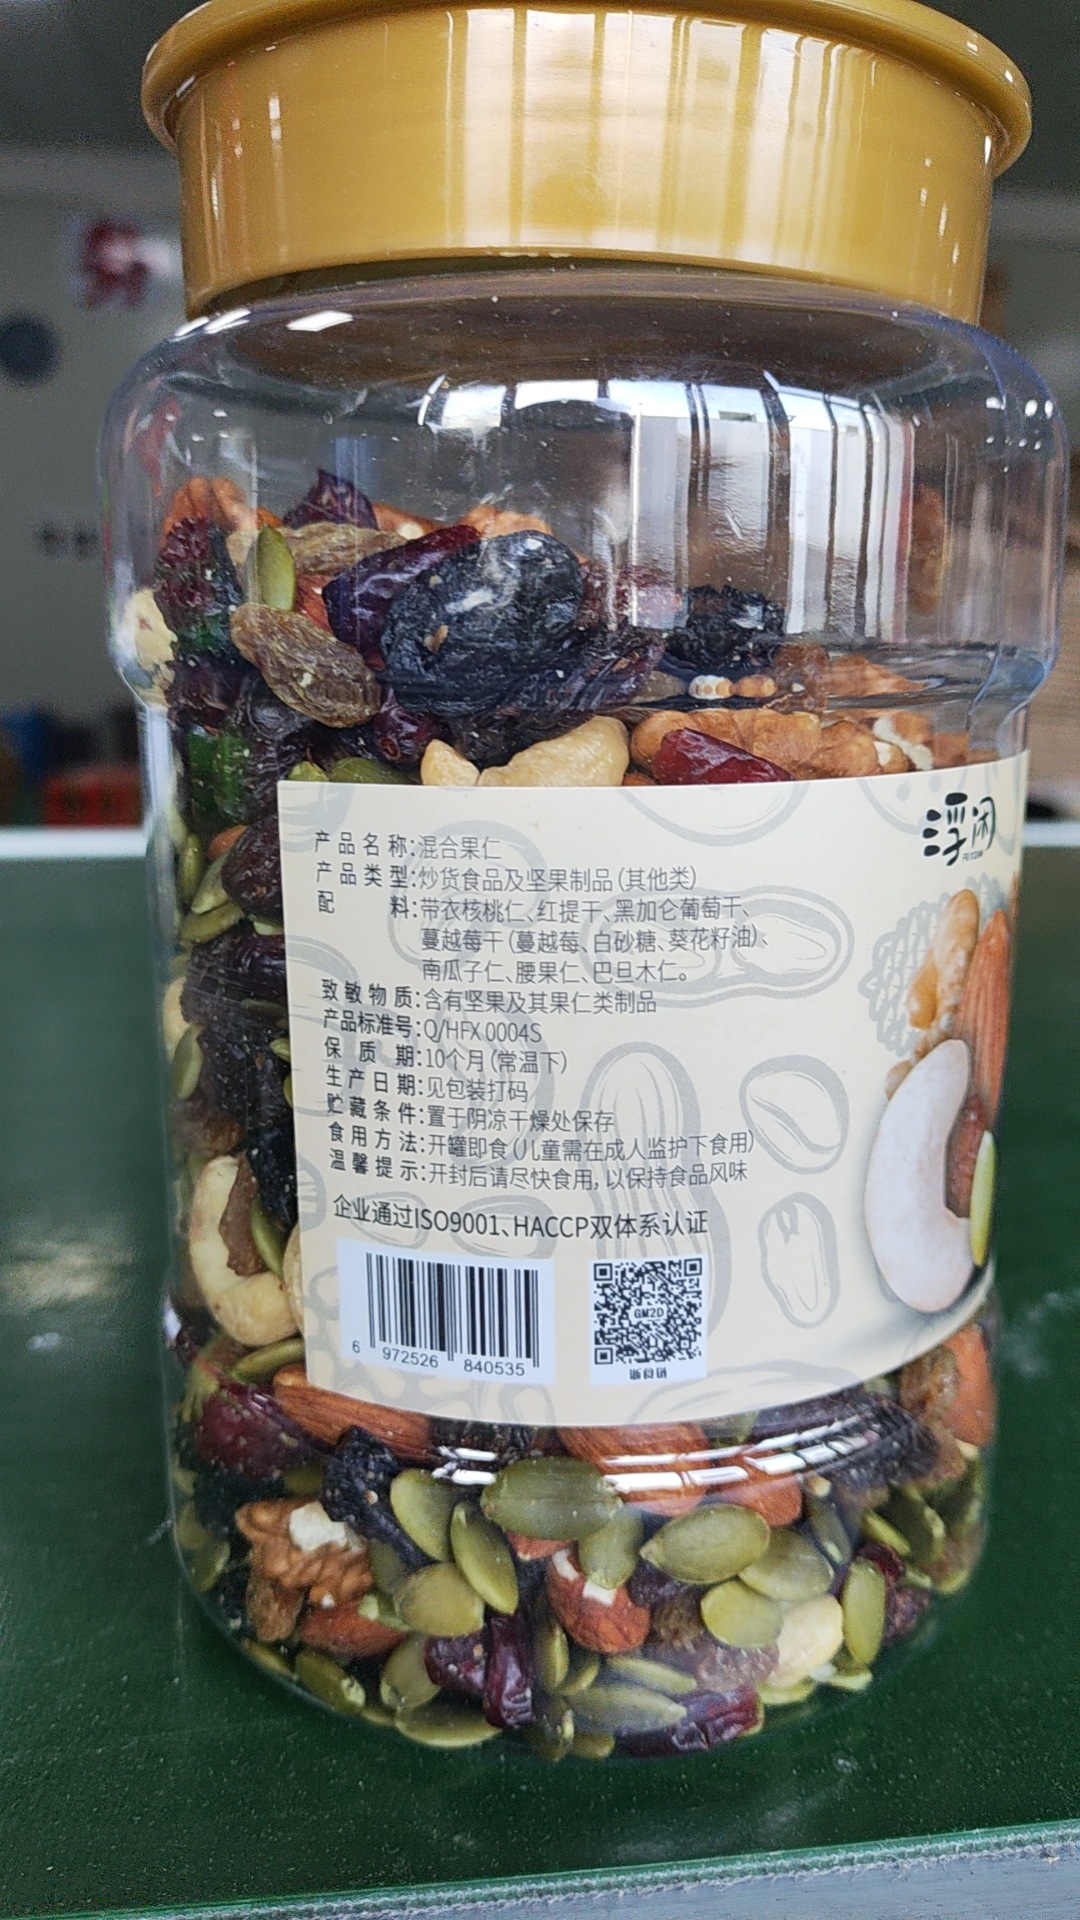 浮闲
产品名称:混合果仁
产品类型:炒货食品及坚果制品(其他类)
配料:带衣核桃仁、红提干、黑加仑葡萄干、
蔓越莓干(蔓越莓、白砂糖、葵花籽油)、
南瓜子仁、腰果仁、巴旦木仁。
致敏物质:含有坚果及其果仁类制品
产品标准号:Q/HFX 0004S
保质期:10个月(常温下)
生产日期:见包装打码
贮藏条件:置于阴凉干燥处保存
食用方法:开罐即食(儿童需在成人监护下食用)
温馨提示:开封后请尽快食用,以保持食品风味
企业通过ISO9001、HACCP双体系认证
6 972526 840535
GM2D